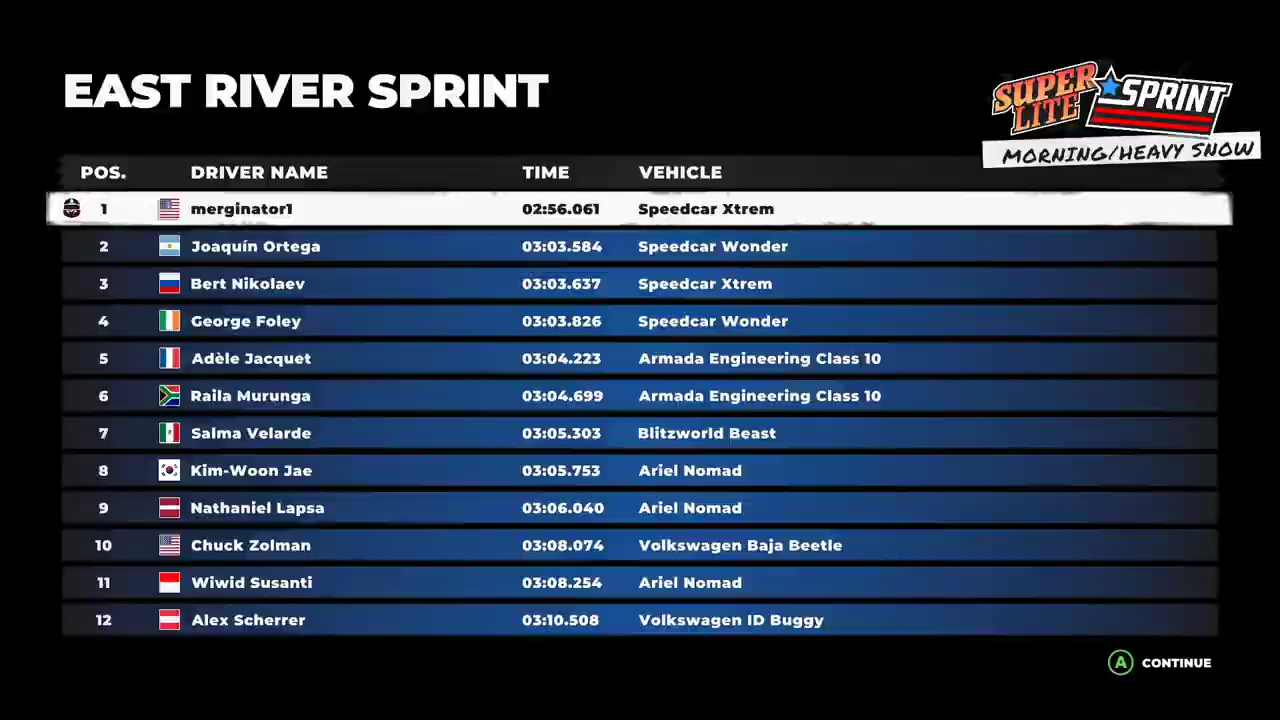 EAST RIVER SPRINT
SUPER LITE SPRINT
MORNING/HEAVY SNOW
POS. DRIVER NAME TIME VEHICLE
1 merginator1 02:56.061 Speedcar Xtrem
2 Joaquín Ortega 03:03.584 Speedcar Wonder
3 Bert Nikolaev 03:03.637 Speedcar Xtrem
4 George Foley 03:03.826 Speedcar Wonder
5 Adèle Jacquet 03:04.223 Armada Engineering Class 10
6 Raila Murunga 03:04.699 Armada Engineering Class 10
7 Salma Velarde 03:05.303 Blitzworld Beast
8 Kim-Woon Jae 03:05.753 Ariel Nomad
9 Nathaniel Lapsa 03:06.040 Ariel Nomad
10 Chuck Zolman 03:08.074 Volkswagen Baja Beetle
11 Wiwid Susanti 03:08.254 Ariel Nomad
12 Alex Scherrer 03:10.508 Volkswagen ID Buggy
A CONTINUE